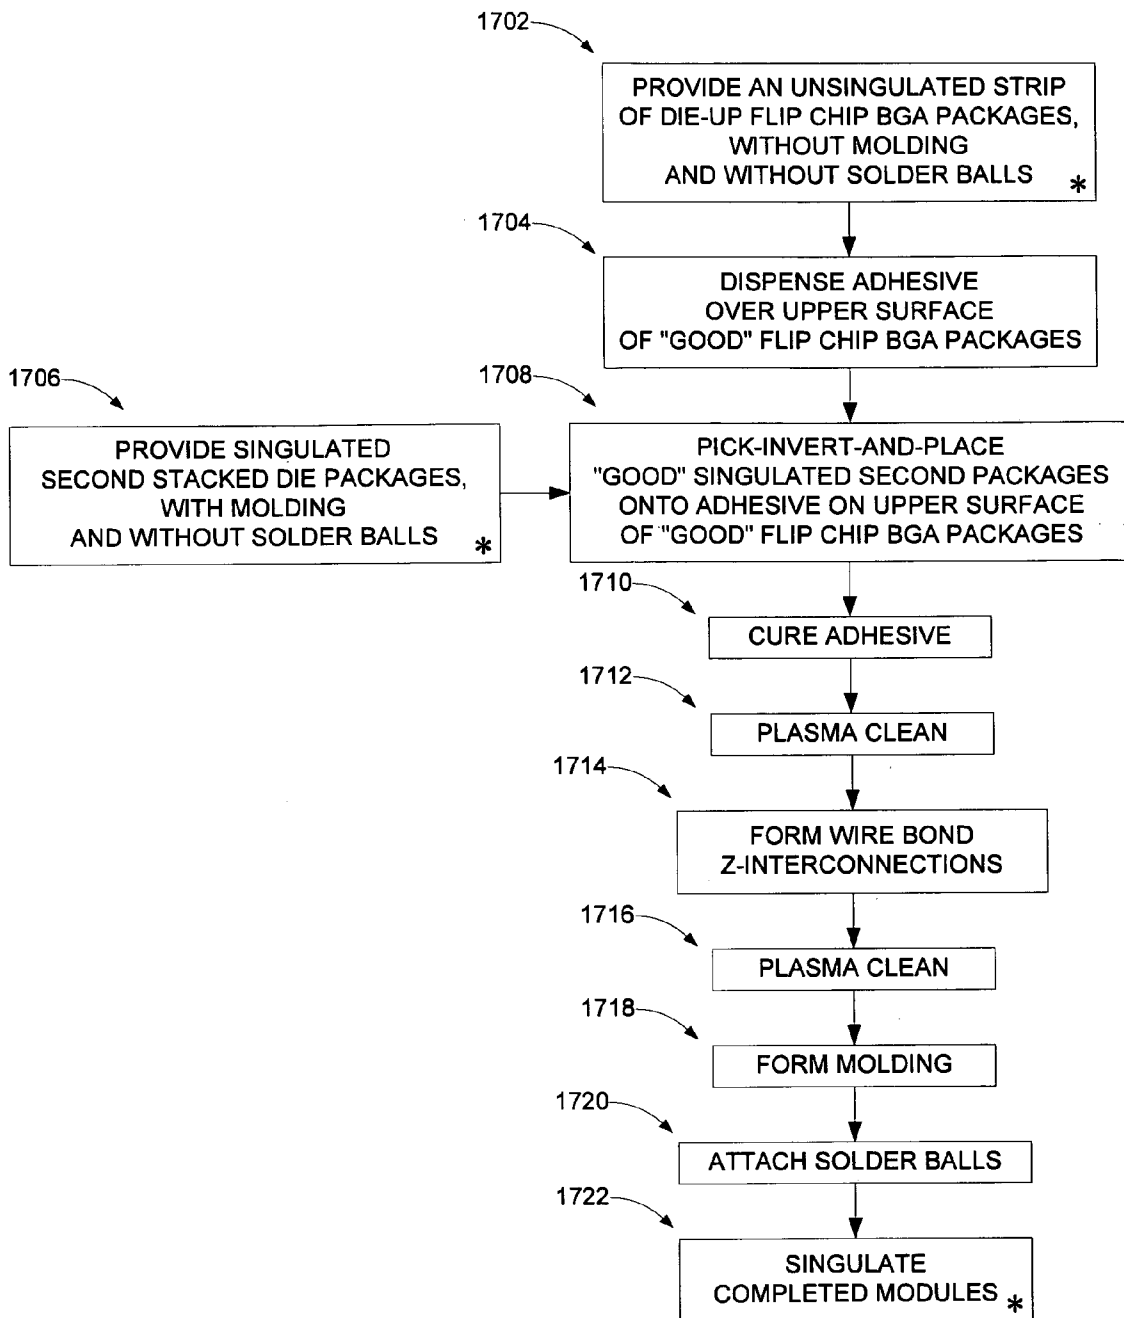 1702
PROVIDE AN UNSINGULATED STRIP
OF DIE-UP FLIP CHIP BGA PACKAGES,
WITHOUT MOLDING
AND WITHOUT SOLDER BALLS *
1704
DISPENSE ADHESIVE
OVER UPPER SURFACE
OF "GOOD" FLIP CHIP BGA PACKAGES
1706
PROVIDE SINGULATED
SECOND STACKED DIE PACKAGES,
WITH MOLDING
AND WITHOUT SOLDER BALLS *
1708
PICK-INVERT-AND-PLACE
"GOOD" SINGULATED SECOND PACKAGES
ONTO ADHESIVE ON UPPER SURFACE
OF "GOOD" FLIP CHIP BGA PACKAGES
1710
CURE ADHESIVE
1712
PLASMA CLEAN
1714
FORM WIRE BOND
Z-INTERCONNECTIONS
1716
PLASMA CLEAN
1718
FORM MOLDING
1720
ATTACH SOLDER BALLS
1722
SINGULATE
COMPLETED MODULES *